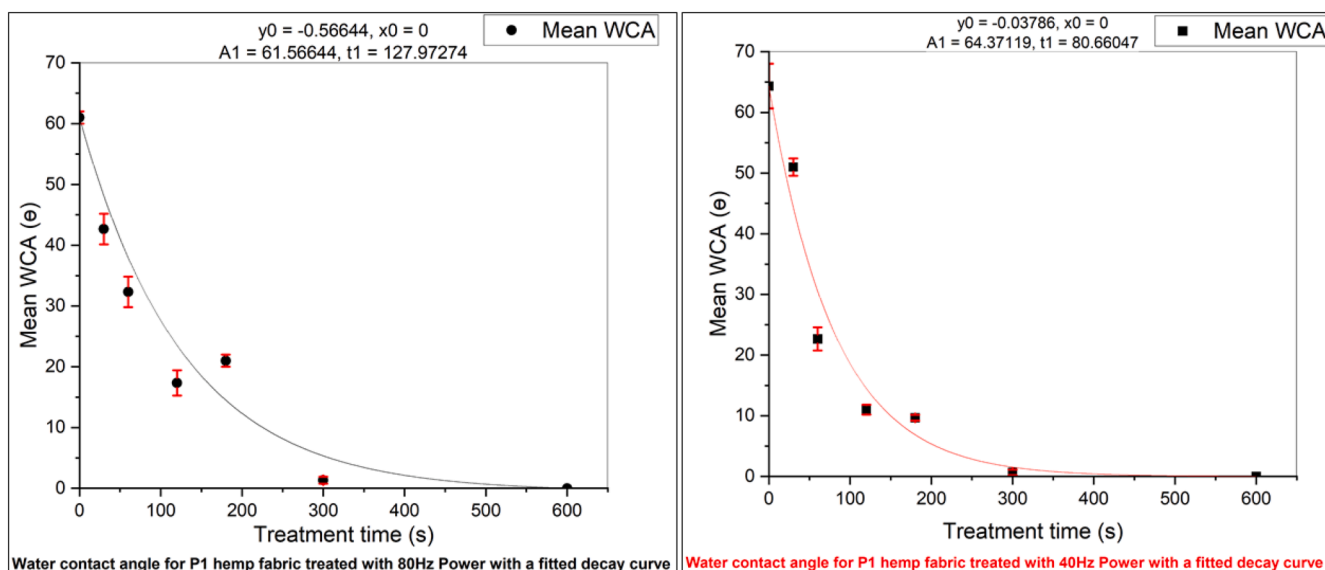 y0 = -0.56644, x0 = 0
A1 = 61.56644, t1 = 127.97274
Mean WCA
70
60
50
40
30
20
10
0
Mean WCA (ɵ)
0 100 200 300 400 500 600
Treatment time (s)
Water contact angle for P1 hemp fabric treated with 80Hz Power with a fitted decay curve
y0 = -0.03786, x0 = 0
A1 = 64.37119, t1 = 80.66047
Mean WCA
70
60
50
40
30
20
10
0
Mean WCA (ɵ)
0 100 200 300 400 500 600
Treatment time (s)
Water contact angle for P1 hemp fabric treated with 40Hz Power with a fitted decay curve